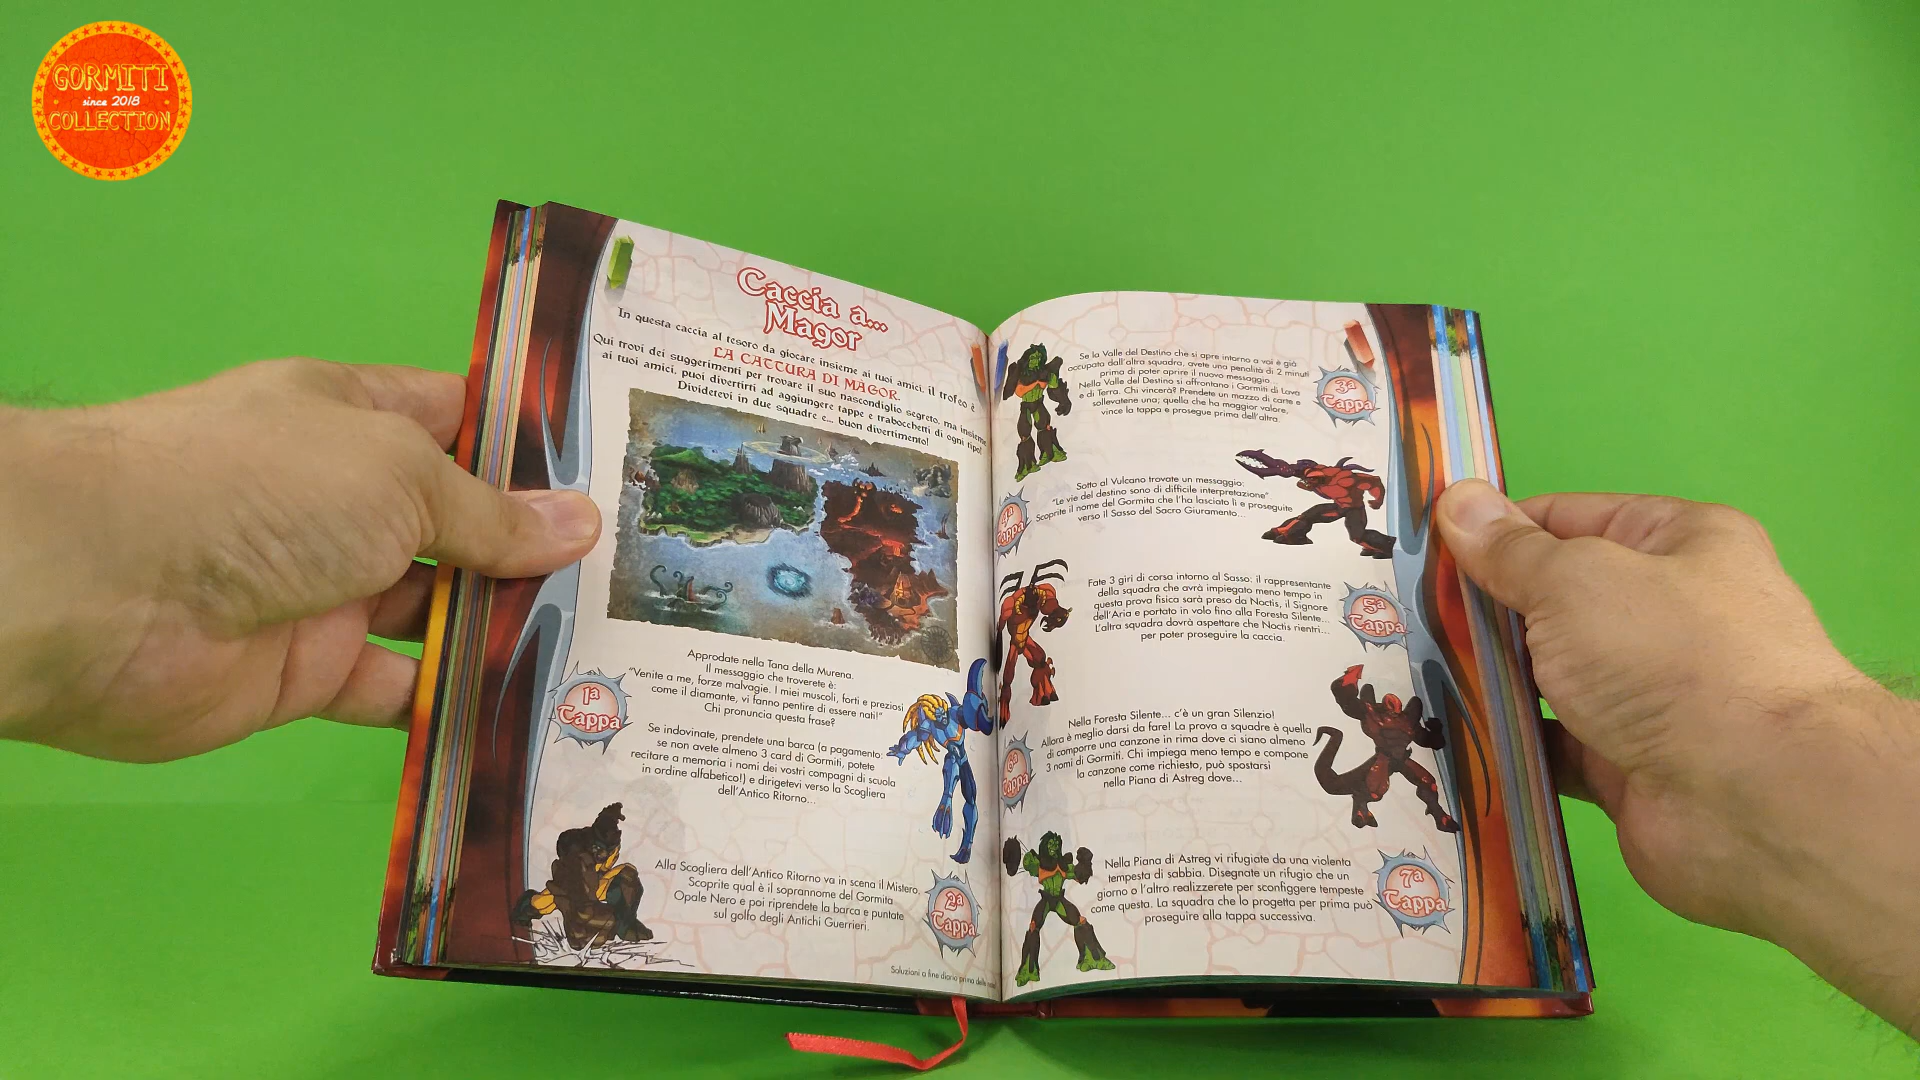 GORMITI
since 2018
COLLECTION
Caccia a...
Magor
In questa caccia al tesoro da giocare insieme ai tuoi amici, il trofeo è
LA CATTURA DI MAGOR.
Qui trovi dei suggerimenti per trovare il suo nascondiglio segreto, ma insieme
ai tuoi amici, puoi divertirti ad aggiungere tappe e trabocchetti di ogni tipo!
Dividetevi in due squadre e... buon divertimento!
1a
Tappa
Approdate nella Tana della Murena.
Il messaggio che troverete è:
"Venite a me, forze malvagie. I miei muscoli, forti e preziosi
come il diamante, vi fanno pentire di essere nati!"
Chi pronuncia questa frase?
Se indovinate, prendete una barca (a pagamento:
se non avete almeno 3 card di Gormiti, potete
recitare a memoria i nomi dei vostri compagni di scuola
in ordine alfabetico!) e dirigetevi verso la Scogliera
dell'Antico Ritorno...
Alla Scogliera dell'Antico Ritorno va in scena il Mistero.
Scoprite qual è il soprannome del Gormita
Opale Nero e poi riprendete la barca e puntate
sul golfo degli Antichi Guerrieri.
2a
Tappa
Soluzioni a fine diario prima delle
Se la Valle del Destino che si apre intorno a voi è già
occupata dall'altra squadra, avete una penalità di 2 minuti
prima di poter aprire il nuovo messaggio...
Nella Valle del Destino si affrontano i Gormiti di Lava
e di Terra. Chi vincerà? Prendete un mazzo di carte e
sollevatene una; quella che ha maggior valore,
vince la tappa e prosegue prima dell'altra.
3a
Tappa
4a
Tappa
Sotto al Vulcano trovate un messaggio:
"Le vie del destino sono di difficile interpretazione"
Scoprite il nome del Gormita che l'ha lasciato lì e proseguite
verso Il Sasso del Sacro Giuramento...
Fate 3 giri di corsa intorno al Sasso: il rappresentante
della squadra che avrà impiegato meno tempo in
questa prova fisica sarà preso da Noctis, il Signore
dell'Aria e portato in volo fino alla Foresta Silente...
L'altra squadra dovrà aspettare che Noctis rientri...
per poter proseguire la caccia.
5a
Tappa
6a
Tappa
Nella Foresta Silente... c'è un gran Silenzio!
Allora è meglio darsi da fare! La prova a squadre è quella
di comporre una canzone in rima dove ci siano almeno
3 nomi di Gormiti. Chi impiega meno tempo e compone
la canzone come richiesto, può spostarsi
nella Piana di Astreg dove...
Nella Piana di Astreg vi rifugiate da una violenta
tempesta di sabbia. Disegnate un rifugio che un
giorno o l'altro realizzerete per sconfiggere tempeste
come questa. La squadra che lo progetta per prima può
proseguire alla tappa successiva.
7a
Tappa